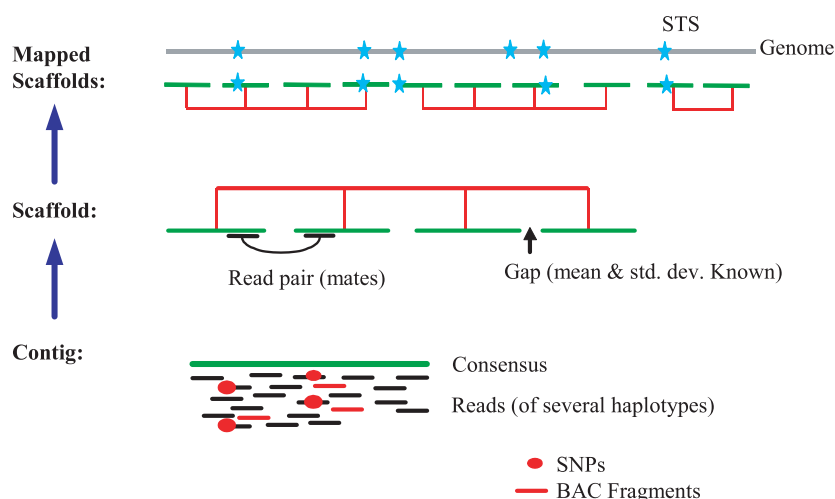 STS
Genome
Mapped
Scaffolds:
Scaffold:
Read pair (mates)
Gap (mean & std. dev. Known)
Contig:
Consensus
Reads (of several haplotypes)
SNPs
BAC Fragments